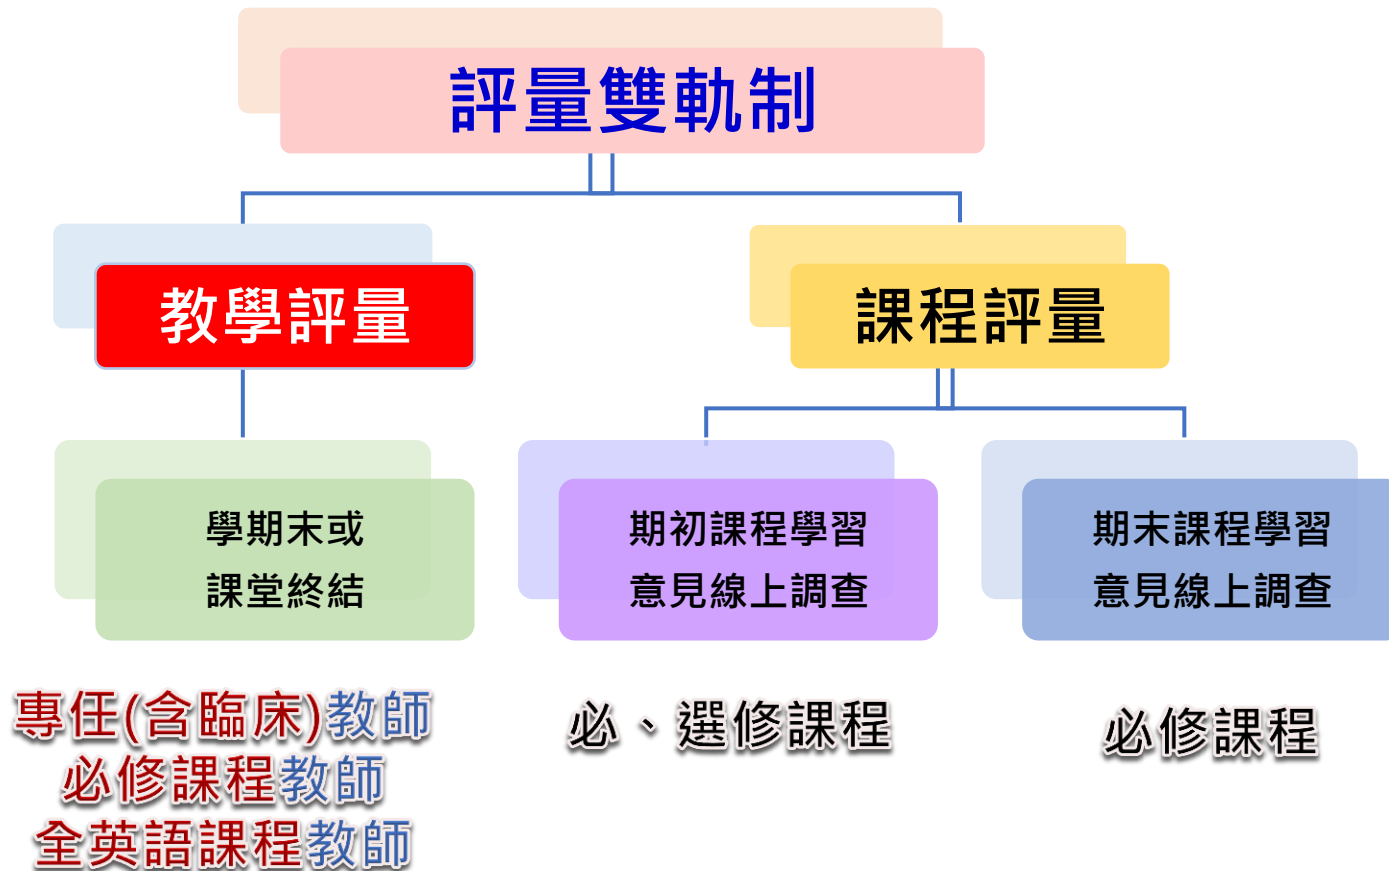 評量雙軌制
教學評量
課程評量
學期末或
課堂終結
期初課程學習
意見線上調查
期末課程學習
意見線上調查
專任(含臨床)教師
必修課程教師
全英語課程教師
必、選修課程
必修課程